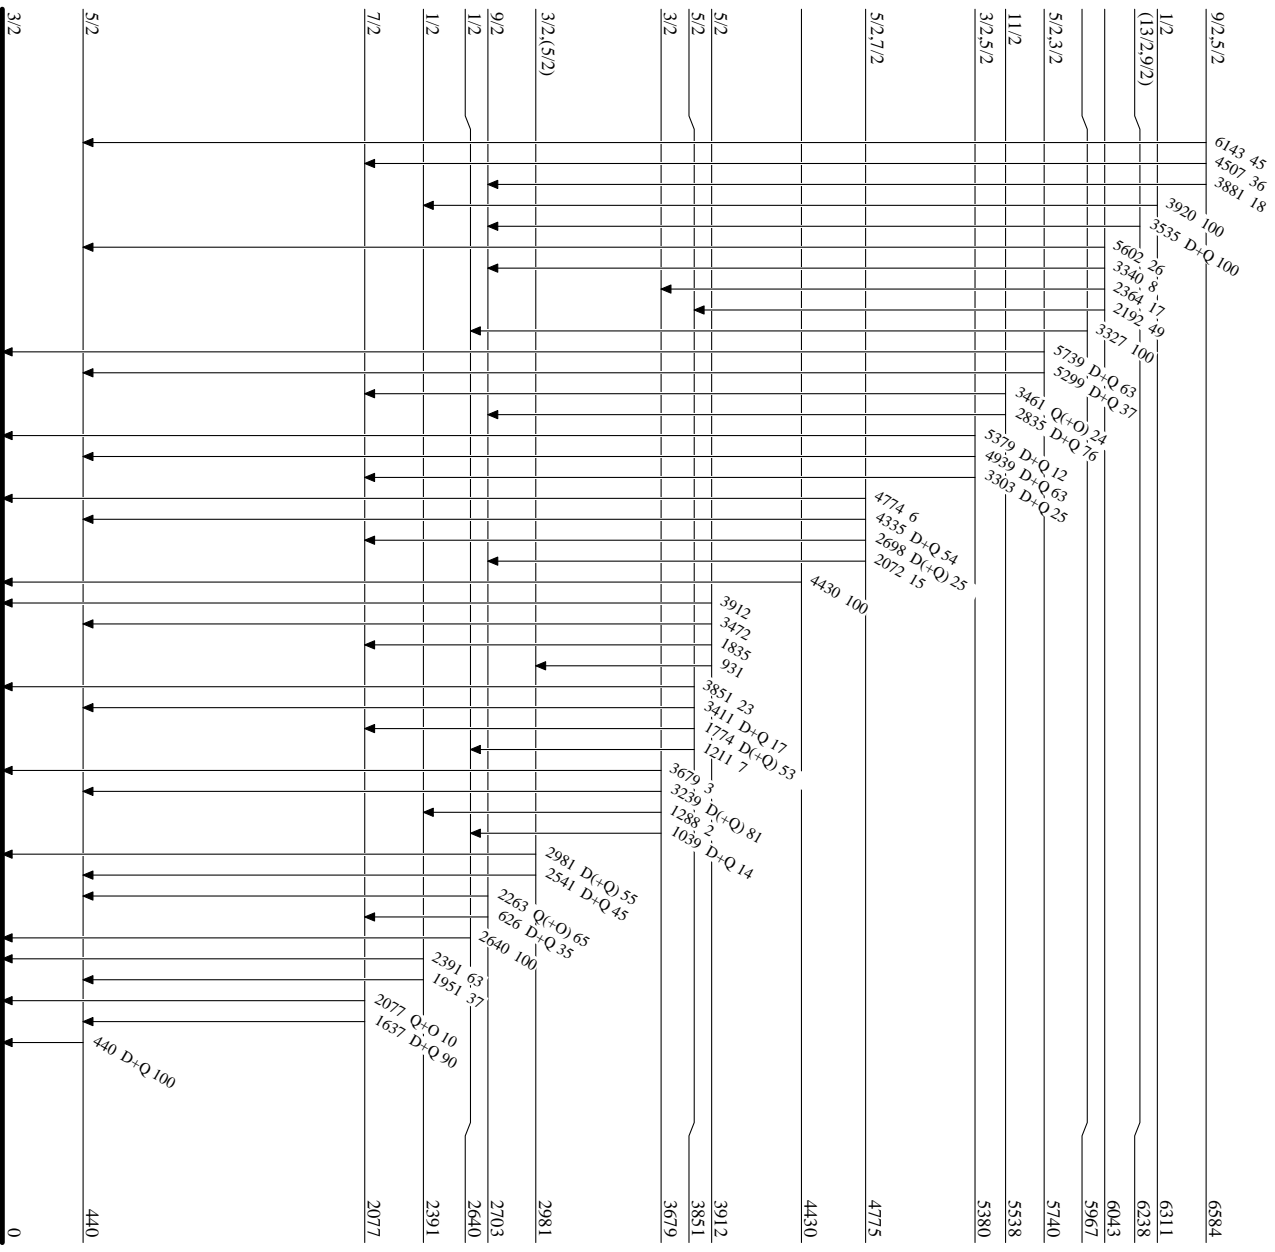 9/2,5/2
1/2
(13/2,9/2)
5/2,3/2
11/2
3/2,5/2
5/2,7/2
5/2
5/2
3/2
3/2,(5/2)
9/2
1/2
1/2
7/2
5/2
3/2
6143 45
4507 36
3881 18
3920 100
3535 D+Q 100
5602 26
3340 8
2364 17
2192 49
3327 100
5739 D+Q 63
5299 D+Q 37
3461 Q(+O) 24
2835 D+Q 76
5379 D+Q 12
4939 D+Q 63
3303 D+Q 25
4774 6
4335 D+Q 54
2698 D(+Q) 25
2072 15
4430 100
3912
3472
1835
931
3851 23
3411 D+Q 17
1774 D(+Q) 53
1211 7
3679 3
3239 D(+Q) 81
1288 2
1039 D+Q 14
2981 D(+Q) 55
2541 D+Q 45
2263 Q(+O) 65
626 D+Q 35
2640 100
2391 63
1951 37
2077 Q+O 10
1637 D+Q 90
440 D+Q 100
6584
6311
6238
6043
5967
5740
5538
5380
4775
4430
3912
3851
3679
2981
2703
2640
2391
2077
440
0